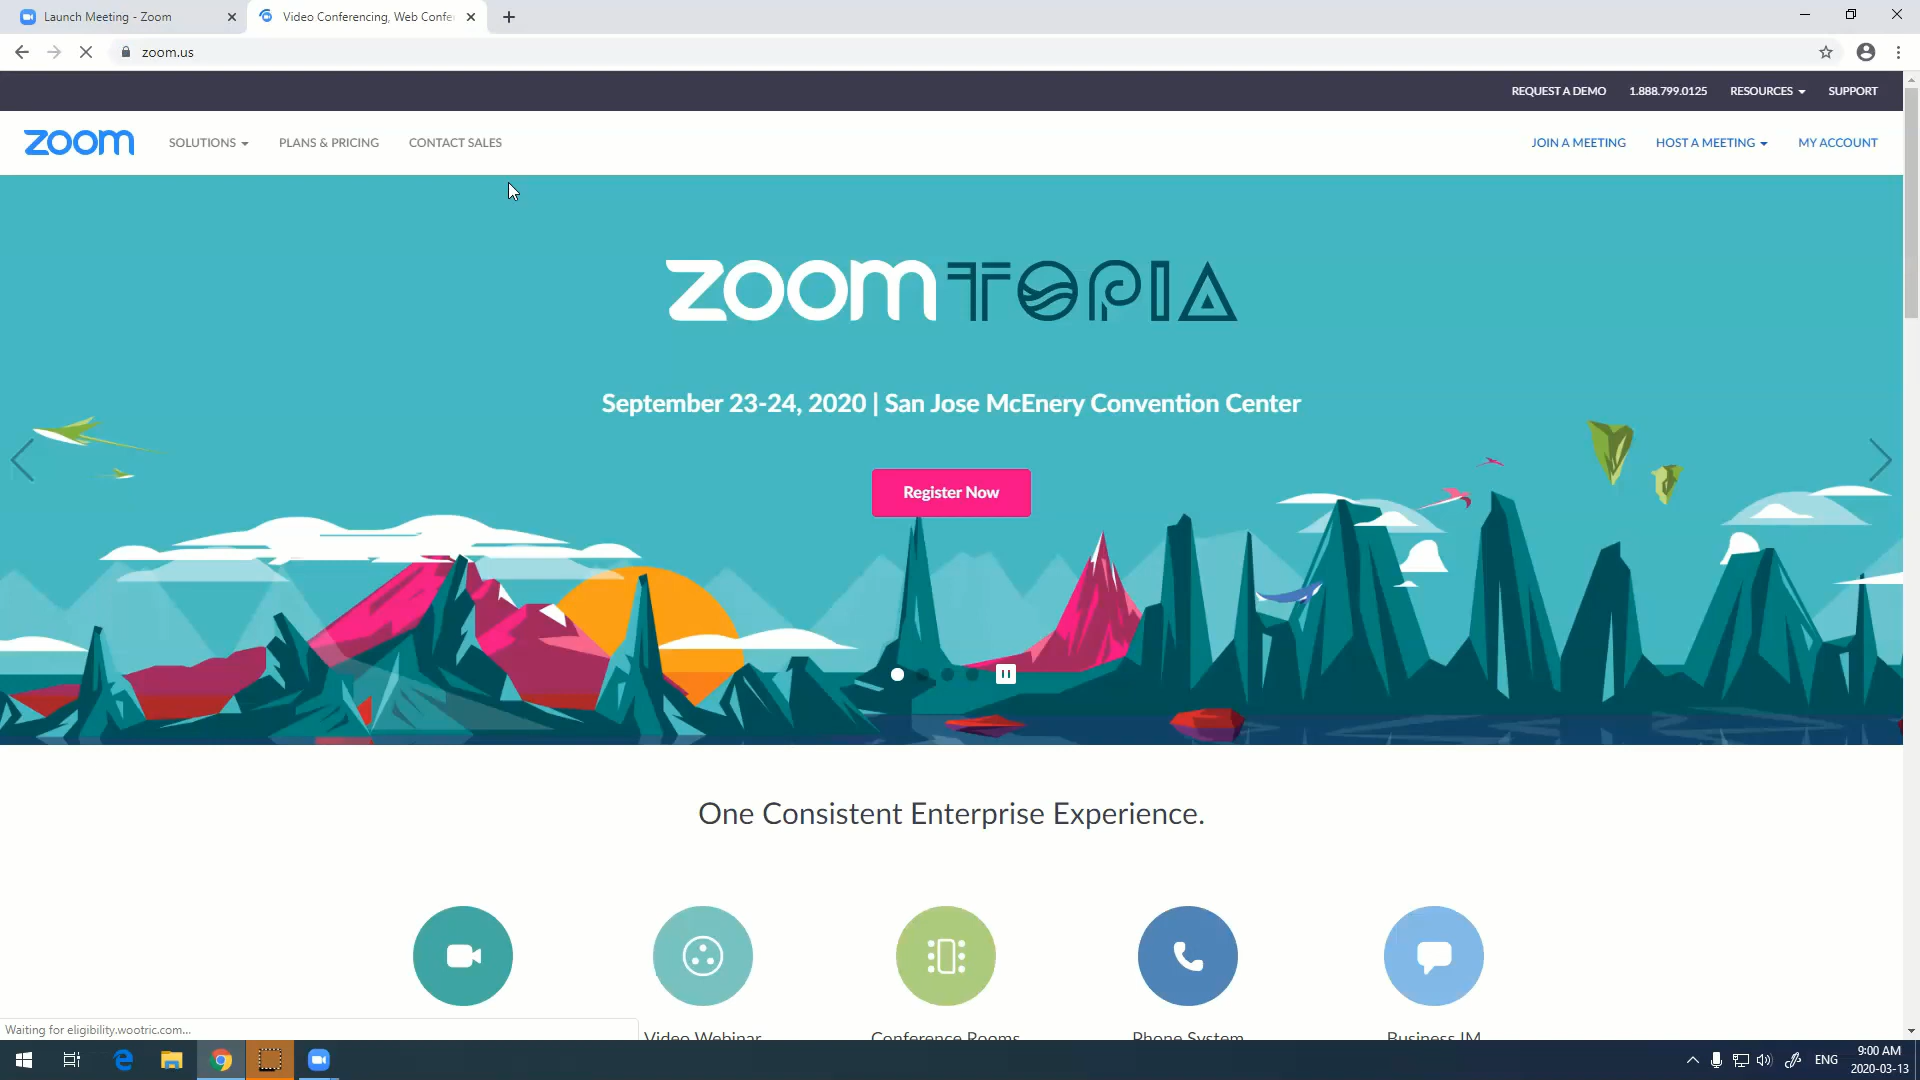 Launch Meeting - Zoom
Video Conferencing, Web Confe
zoom.us
REQUEST A DEMO
1.888.799.0125
RESOURCES
SUPPORT
zoom
SOLUTIONS
PLANS & PRICING
CONTACT SALES
JOIN A MEETING
HOST A MEETING
MY ACCOUNT
zoomTOPIA
September 23-24, 2020 | San Jose McEnery Convention Center
Register Now
One Consistent Enterprise Experience.
Video Webinar
Conference Rooms
Phone System
Business IM
Waiting for eligibility.wootric.com...
ENG
9:00 AM
2020-03-13